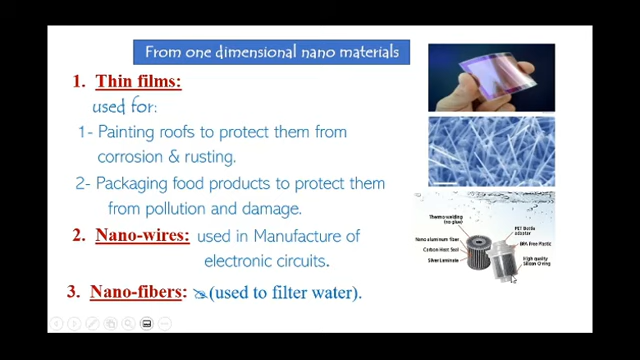 From one dimensional nano materials
1. Thin films:
used for:
1- Painting roofs to protect them from
corrosion & rusting.
2- Packaging food products to protect them
from pollution and damage.
2. Nano-wires: used in Manufacture of
electronic circuits.
3. Nano-fibers: (used to filter water).
Thermo welding
(no glue)
Nano aluminum fiber
Carbon Heat Seal
Silver Laminate
PET Bottle
adaptor
BPA Free Plastic
High quality
Silicon O-ring